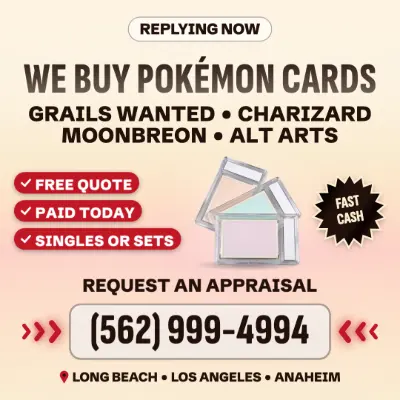 REPLYING NOW
WE BUY POKÉMON CARDS
GRAILS WANTED • CHARIZARD
MOONBREON • ALT ARTS
FREE QUOTE
PAID TODAY
SINGLES OR SETS
FAST
CASH
REQUEST AN APPRAISAL
(562) 999-4994
LONG BEACH • LOS ANGELES • ANAHEIM